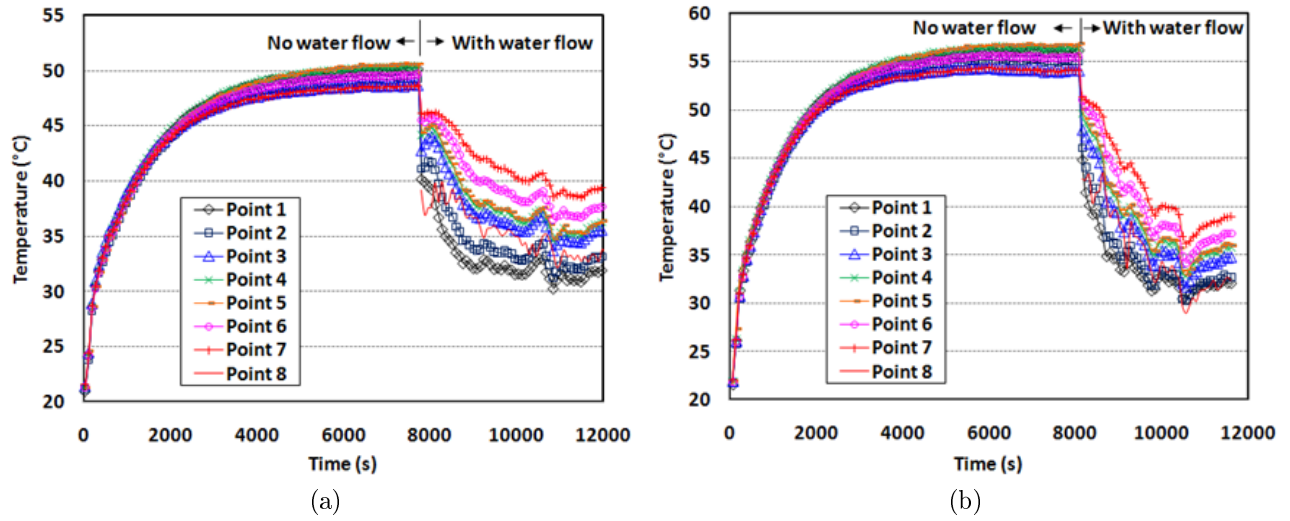 55
50
45
40
35
30
25
20
Temperature (°C)
No water flow
With water flow
Point 1
Point 2
Point 3
Point 4
Point 5
Point 6
Point 7
Point 8
0 2000 4000 6000 8000 10000 12000
Time (s)
(a)
60
55
50
45
40
35
30
25
20
Temperature (°C)
No water flow
With water flow
Point 1
Point 2
Point 3
Point 4
Point 5
Point 6
Point 7
Point 8
0 2000 4000 6000 8000 10000 12000
Time (s)
(b)